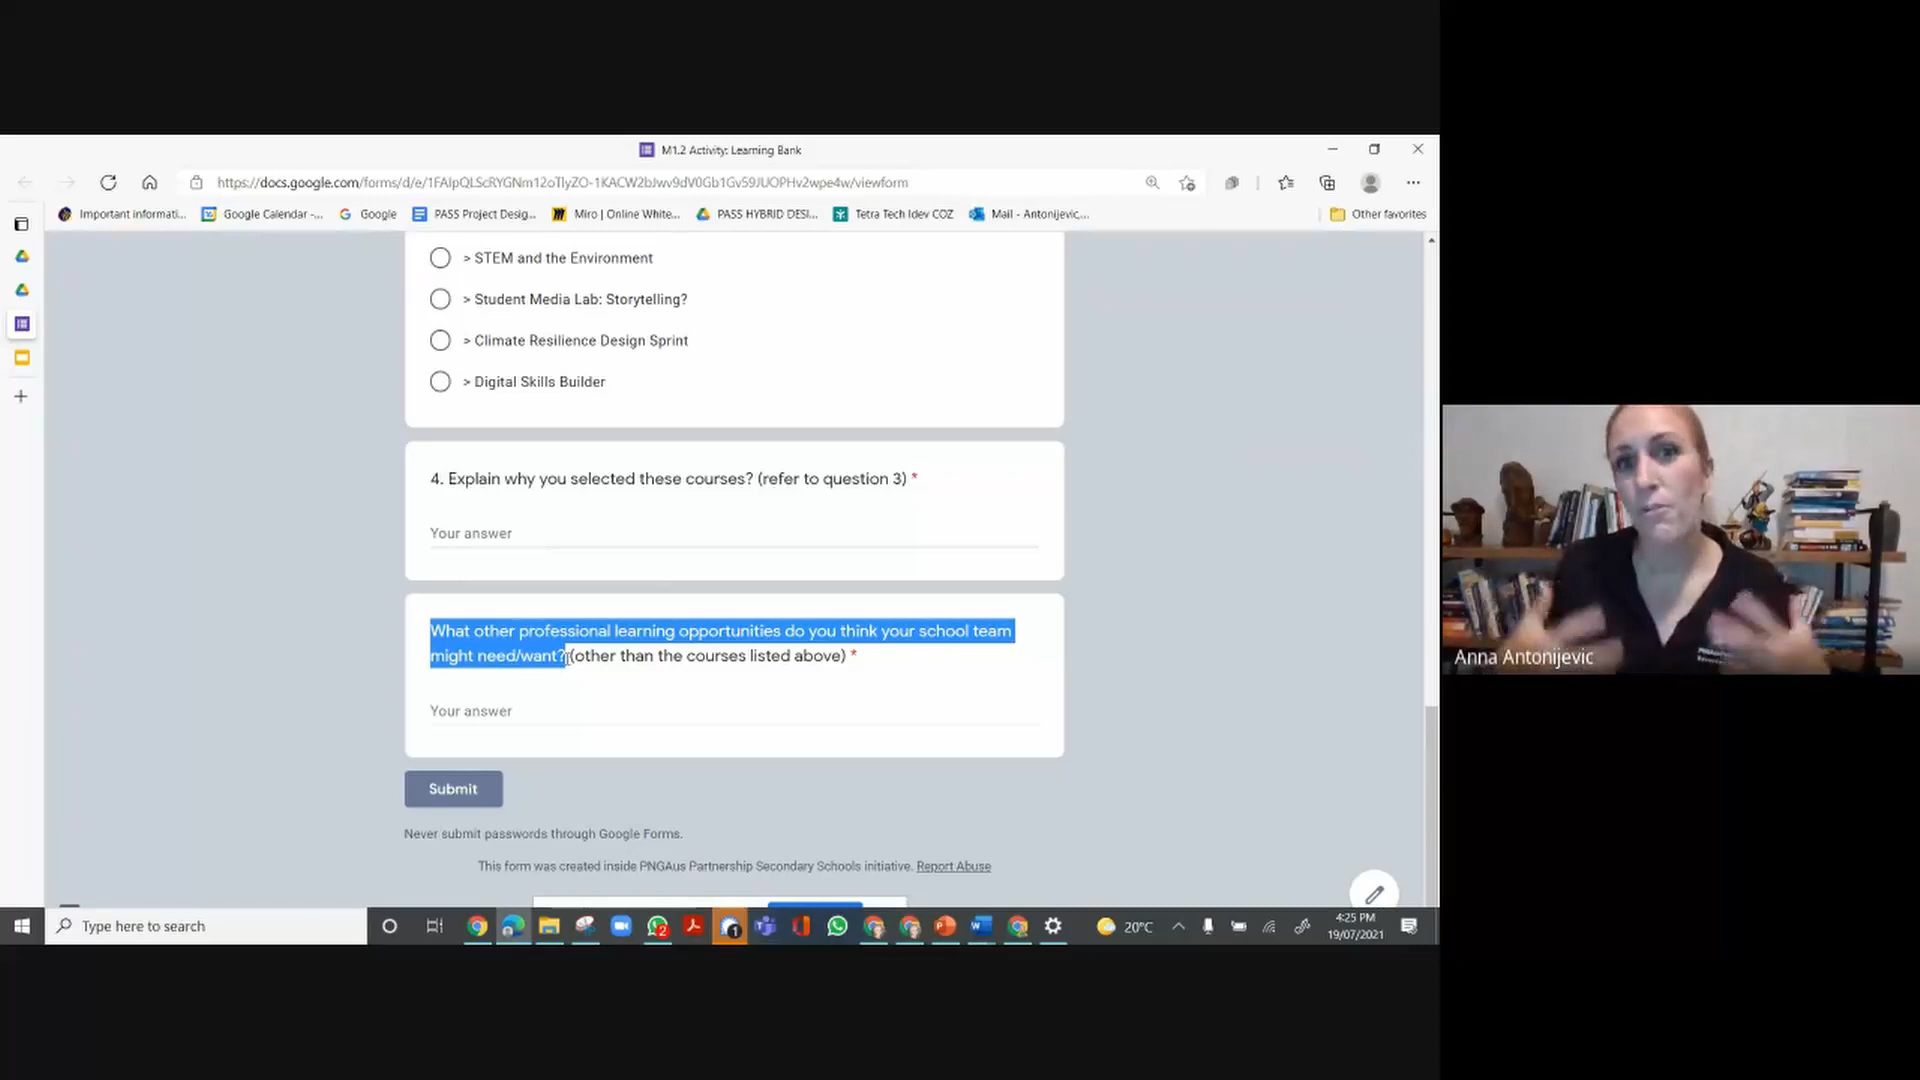 M1.2 Activity: Learning Bank
https://docs.google.com/forms/d/e/1FAIpQLScRYGNm12oTlyZO-1KACW2bJwv9dV0Gb1Gv59JUOPHv2wpe4w/viewform
Important informati... Google Calendar -... Google PASS Project Desig... Miro | Online White... PASS HYBRID DESI... Tetra Tech Idev COZ Mail - Antonijevic,... Other favorites
> STEM and the Environment
> Student Media Lab: Storytelling?
> Climate Resilience Design Sprint
> Digital Skills Builder
4. Explain why you selected these courses? (refer to question 3) *
Your answer
What other professional learning opportunities do you think your school team
might need/want? (other than the courses listed above) *
Your answer
Submit
Never submit passwords through Google Forms.
This form was created inside PNGAus Partnership Secondary Schools initiative. Report Abuse
Anna Antonijevic
Type here to search
2
1
20°C
4:25 PM
19/07/2021